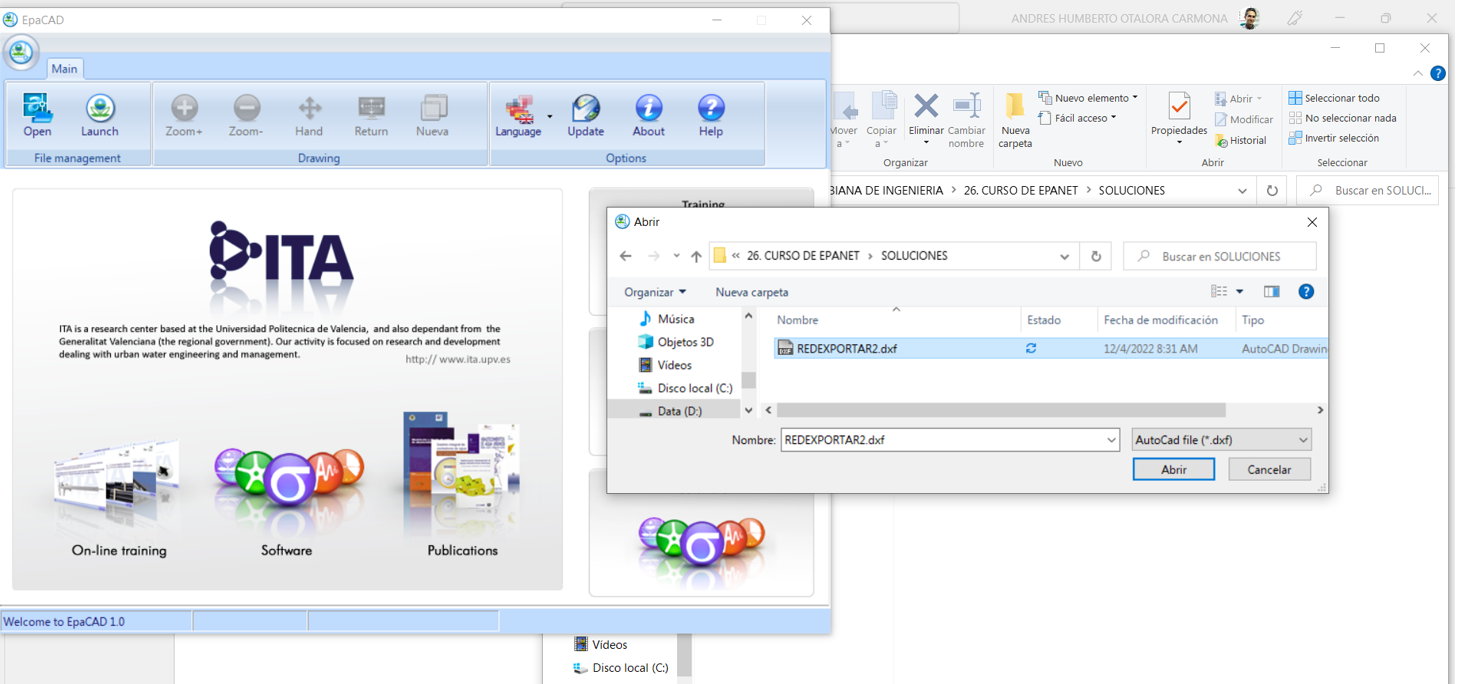 EpaCAD
ANDRES HUMBERTO OTALORA CARMONA
Main
Open
Launch
Zoom+
Zoom-
Hand
Return
Nueva
Language
Update
About
Help
File management
Drawing
Options
Mover a
Copiar a
Eliminar
Cambiar nombre
Nueva carpeta
Nuevo elemento
Fácil acceso
Propiedades
Abrir
Modificar
Historial
Seleccionar todo
No seleccionar nada
Invertir selección
Organizar
Nuevo
Abrir
Seleccionar
BIANA DE INGENIERIA > 26. CURSO DE EPANET > SOLUCIONES
Buscar en SOLUCI...
Training
ITA
ITA is a research center based at the Universidad Politecnica de Valencia, and also dependant from the
Generalitat Valenciana (the regional government). Our activity is focused on research and development
dealing with urban water engineering and management.
http:// www.ita.upv.es
On-line training
Software
Publications
Abrir
« 26. CURSO DE EPANET > SOLUCIONES
Buscar en SOLUCIONES
Organizar
Nueva carpeta
Música
Objetos 3D
Vídeos
Disco local (C:)
Data (D:)
Nombre
Estado
Fecha de modificación
Tipo
REDEXPORTAR2.dxf
12/4/2022 8:31 AM
AutoCAD Drawin
Nombre:
REDEXPORTAR2.dxf
AutoCad file (*.dxf)
Abrir
Cancelar
Welcome to EpaCAD 1.0
Vídeos
Disco local (C:)